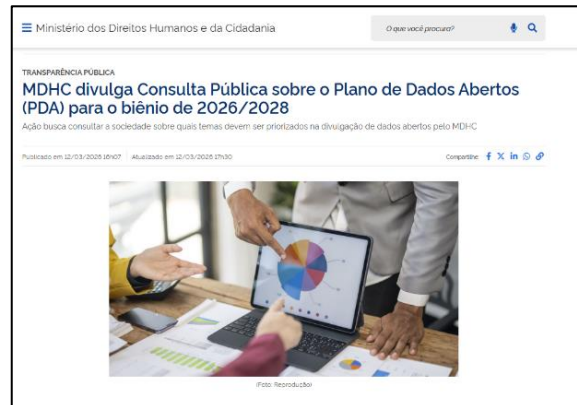 Ministério dos Direitos Humanos e da Cidadania
O que você procura?
TRANSPARÊNCIA PÚBLICA
MDHC divulga Consulta Pública sobre o Plano de Dados Abertos
(PDA) para o biênio de 2026/2028
Ação busca consultar a sociedade sobre quais temas devem ser priorizados na divulgação de dados abertos pelo MDHC
Publicado em 12/03/2026 16h07 Atualizado em 12/03/2026 17h30
Compartilhe
(Foto: Reprodução)